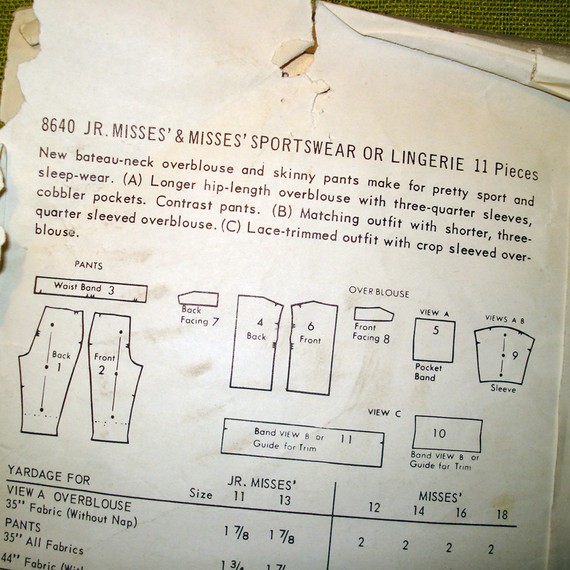 8640 JR. MISSES' & MISSES' SPORTSWEAR OR LINGERIE 11 Pieces
New bateau-neck overblouse and skinny pants make for pretty sport and
sleep-wear. (A) Longer hip-length overblouse with three-quarter sleeves,
cobbler pockets. Contrast pants. (B) Matching outfit with shorter, three-
quarter sleeved overblouse. (C) Lace-trimmed outfit with crop sleeved over-
blouse.
PANTS
Waist Band 3
Back
1
Front
2
Back
Facing 7
4
Back
6
Front
OVERBLOUSE
Front
Facing 8
VIEW A
5
Pocket
Band
VIEWS A B
9
Sleeve
VIEW C
Band VIEW B or
Guide for Trim
11
10
Band VIEW B or
Guide for Trim
YARDAGE FOR
JR. MISSES'
MISSES'
VIEW A OVERBLOUSE
Size 11 13 12 14 16 18
35" Fabric (Without Nap)
1 7/8 1 7/8 2 2 2 2
PANTS
35" All Fabrics
1 3/4
44" Fabric